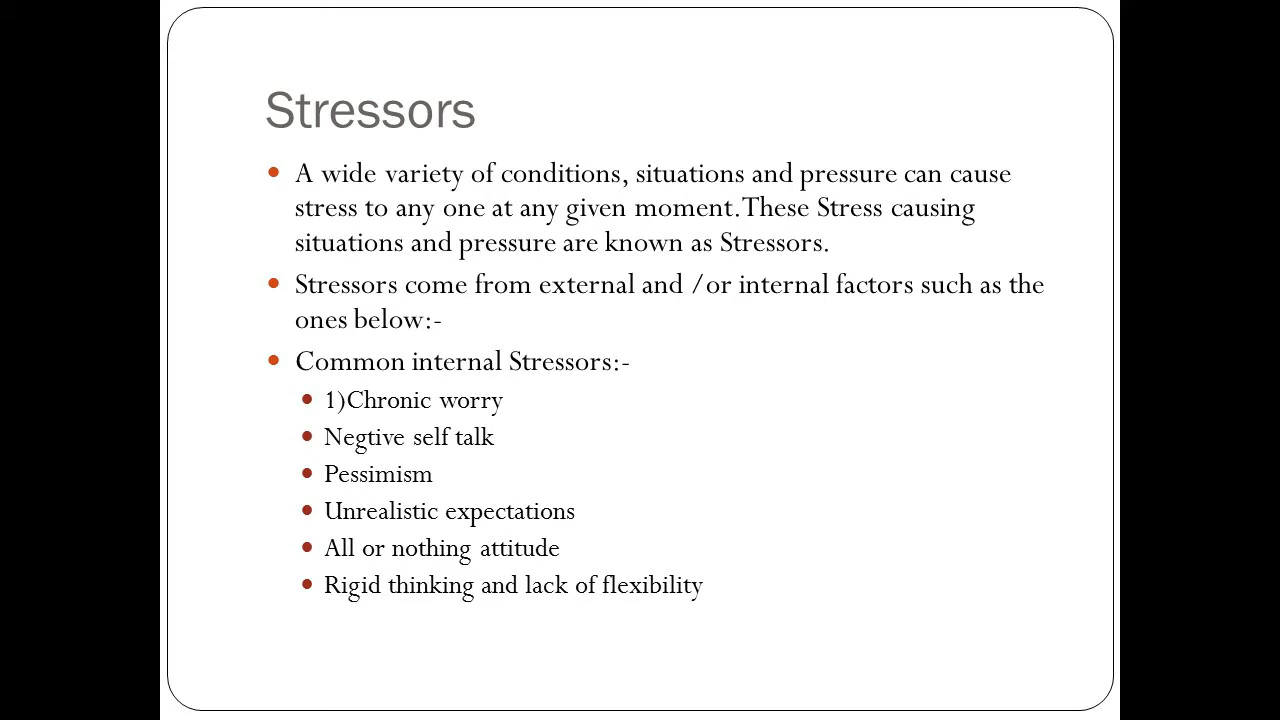 Stressors
A wide variety of conditions, situations and pressure can cause
stress to any one at any given moment.These Stress causing
situations and pressure are known as Stressors.
Stressors come from external and /or internal factors such as the
ones below:-
Common internal Stressors:-
1)Chronic worry
Negtive self talk
Pessimism
Unrealistic expectations
All or nothing attitude
Rigid thinking and lack of flexibility